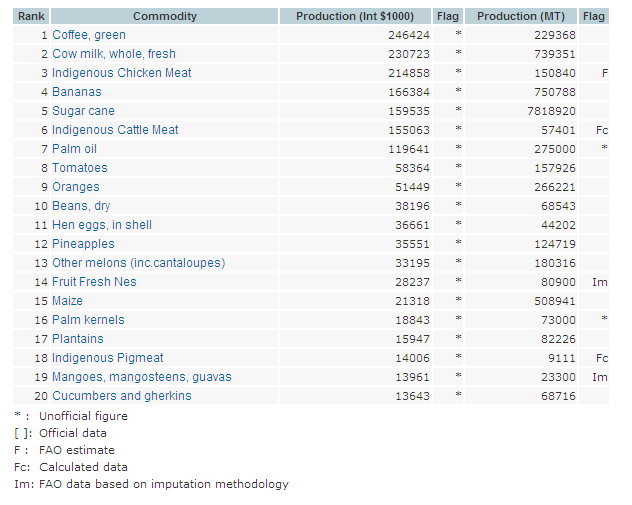 Rank Commodity Production (Int $1000) Flag Production (MT) Flag
1 Coffee, green 246424 * 229368
2 Cow milk, whole, fresh 230723 * 739351
3 Indigenous Chicken Meat 214858 * 150840 F
4 Bananas 166384 * 750788
5 Sugar cane 159535 * 7818920
6 Indigenous Cattle Meat 155063 * 57401 Fc
7 Palm oil 119641 * 275000 *
8 Tomatoes 58364 * 157926
9 Oranges 51449 * 266221
10 Beans, dry 38196 * 68543
11 Hen eggs, in shell 36661 * 44202
12 Pineapples 35551 * 124719
13 Other melons (inc.cantaloupes) 33195 * 180316
14 Fruit Fresh Nes 28237 * 80900 Im
15 Maize 21318 * 508941
16 Palm kernels 18843 * 73000 *
17 Plantains 15947 * 82226
18 Indigenous Pigmeat 14006 * 9111 Fc
19 Mangoes, mangosteens, guavas 13961 * 23300 Im
20 Cucumbers and gherkins 13643 * 68716
* : Unofficial figure
[ ]: Official data
F : FAO estimate
Fc: Calculated data
Im: FAO data based on imputation methodology